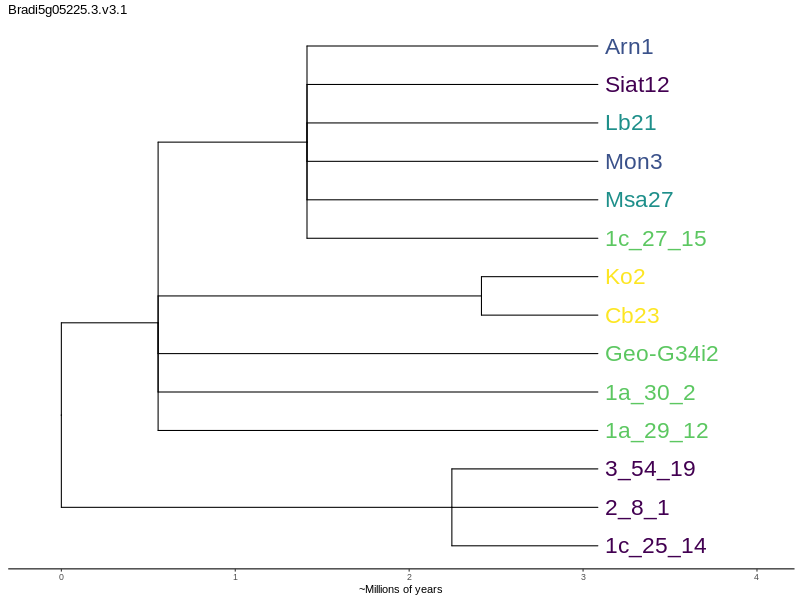 Bradi5g05225.3.v3.1
Arn1
Siat12
Lb21
Mon3
Msa27
1c_27_15
Ko2
Cb23
Geo-G34i2
1a_30_2
1a_29_12
3_54_19
2_8_1
1c_25_14
0 1 2 3 4
~Millions of years